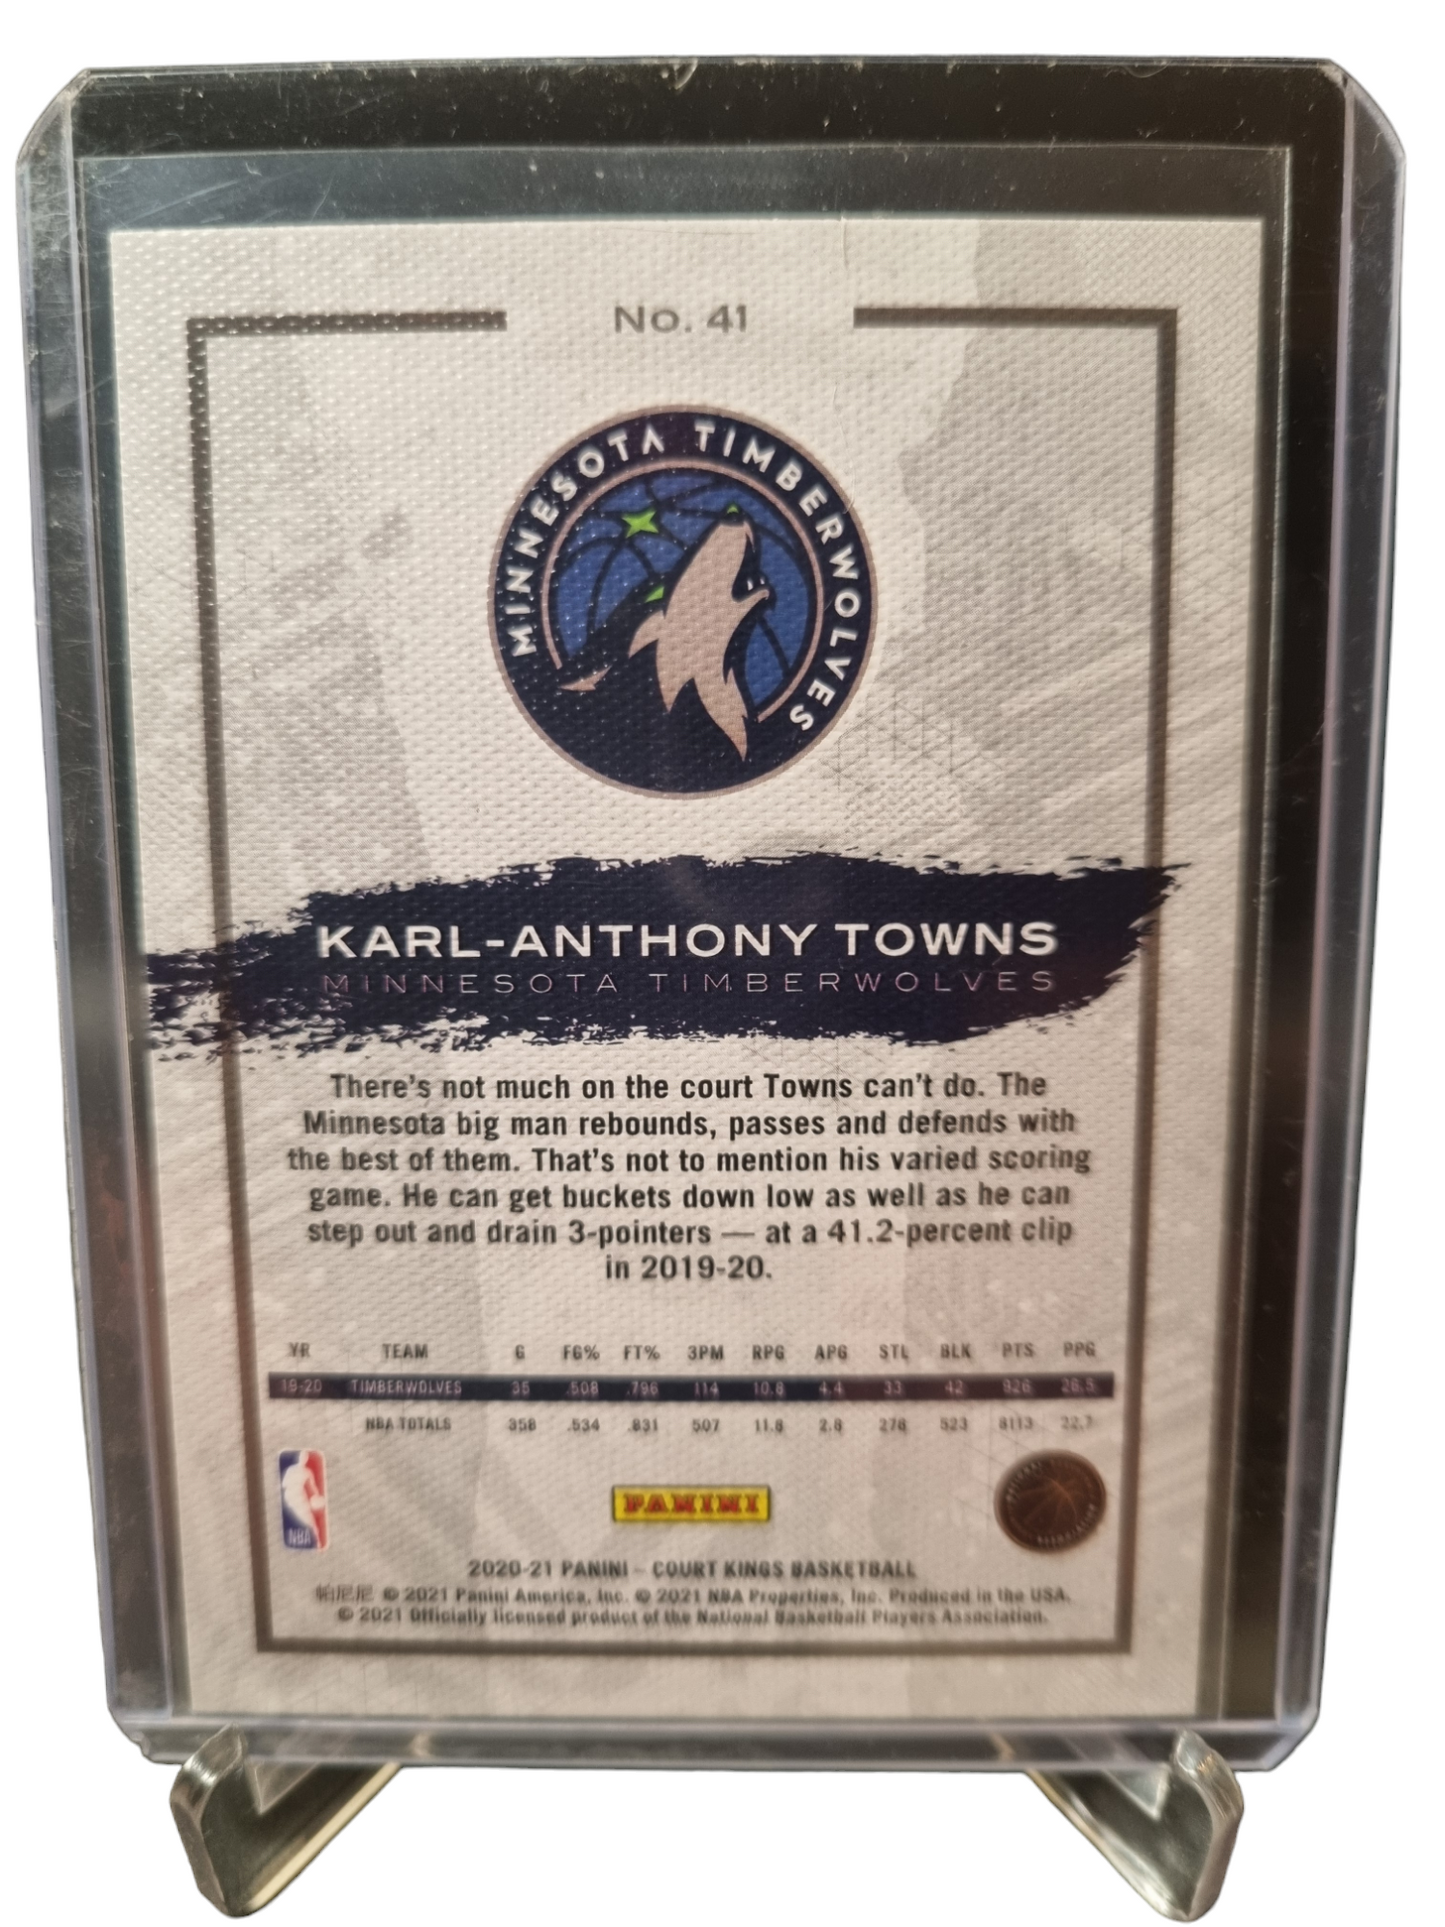 No. 41
MINNESOTA TIMBERWOLVES
KARL-ANTHONY TOWNS
MINNESOTA TIMBERWOLVES
There's not much on the court Towns can't do. The
Minnesota big man rebounds, passes and defends with
the best of them. That's not to mention his varied scoring
game. He can get buckets down low as well as he can
step out and drain 3-pointers — at a 41.2-percent clip
in 2019-20.
YR TEAM G FG% FT% 3PM RPG APG STL BLK PTS PPG
19-20 TIMBERWOLVES 35 .508 .796 114 10.8 4.4 33 42 926 26.5
NBA TOTALS 358 .534 .831 507 11.8 2.8 278 523 8113 22.7
NBA
PANINI
2020-21 PANINI – COURT KINGS BASKETBALL
帕尼尼 © 2021 Panini America, Inc. © 2021 NBA Properties, Inc. Produced in the USA.
© 2021 Officially licensed product of the National Basketball Players Association.